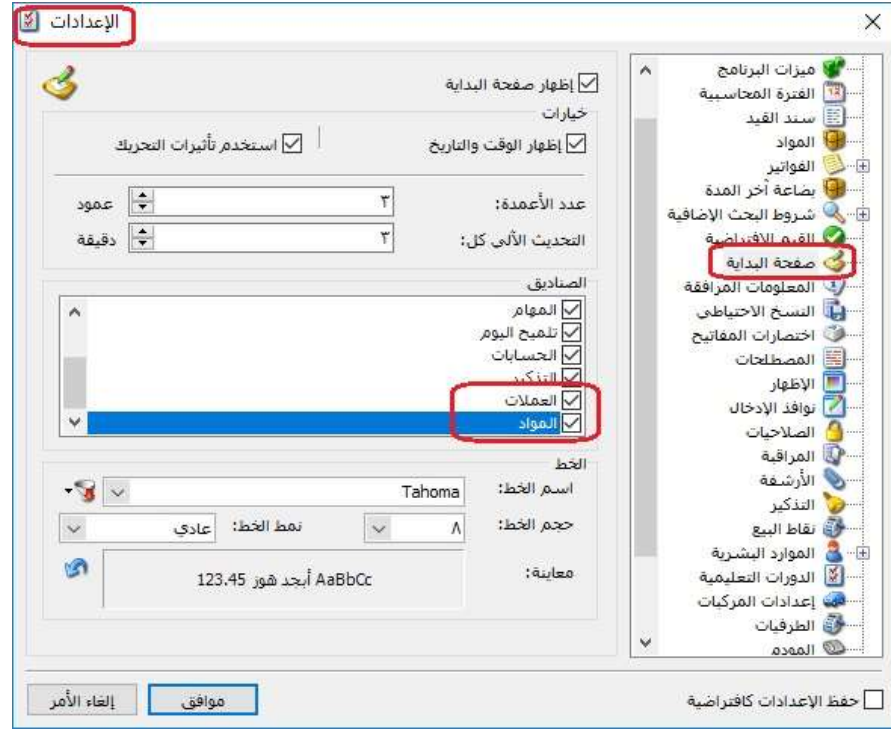 الإعدادات
ميزات البرنامج
الفترة المحاسبية
سند القيد
المواد
الفواتير
بضاعة آخر المدة
شروط البحث الإضافية
القيم الافتراضية
صفحة البداية
المعلومات المرافقة
النسخ الاحتياطي
اختصارات المفاتيح
المصطلحات
الإظهار
نوافذ الإدخال
الصلاحيات
المراقبة
الأرشفة
التذكير
نقاط البيع
الموارد البشرية
الدورات التعليمية
إعدادات المركبات
الطرفيات
المودم
إظهار صفحة البداية
خيارات
إظهار الوقت والتاريخ استخدم تأثيرات التحريك
عدد الأعمدة: ٣ عمود
التحديث الآلي كل: ٣ دقيقة
الصناديق
المهام
تلميح اليوم
الحسابات
التذكير
العملات
المواد
الخط
اسم الخط: Tahoma
حجم الخط: ٨ نمط الخط: عادي
معاينة: AaBbCc أبجد هوز 123.45
حفظ الإعدادات كافتراضية موافق إلغاء الأمر